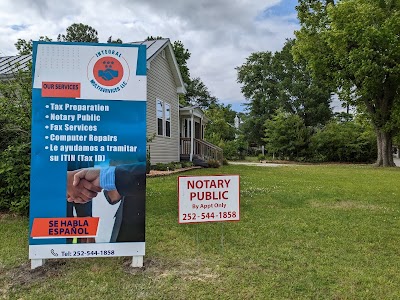 INTEGRAL
MULTISERVICES LLC
OUR SERVICES
• Tax Preparation
• Notary Public
• Fax Services
• Computer Repairs
• Le ayudamos a tramitar
su ITIN (Tax ID)
SE HABLA
ESPAÑOL
Tel: 252-544-1858
NOTARY
PUBLIC
By Appt Only
252-544-1858